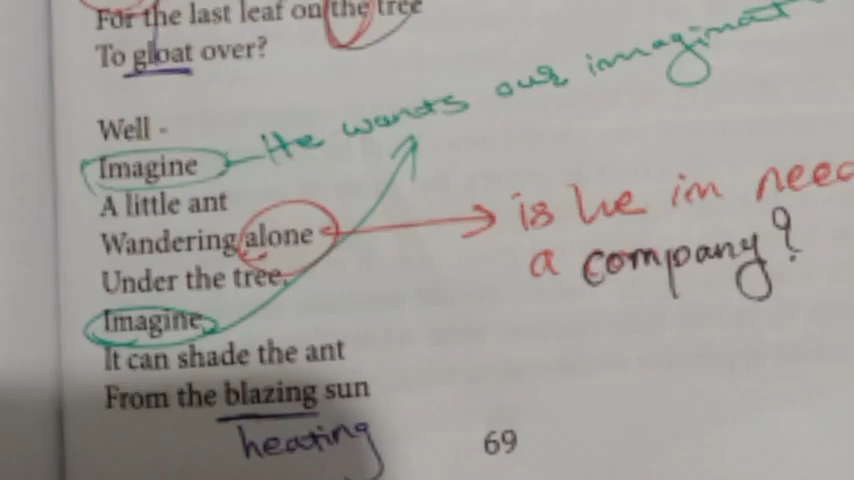 For the last leaf on the tree
To gloat over?
Well -
Imagine
He wants our immaginat
A little ant
Wandering alone
is he in need
a company?
Under the tree,
Imagine,
It can shade the ant
From the blazing sun
heating
69